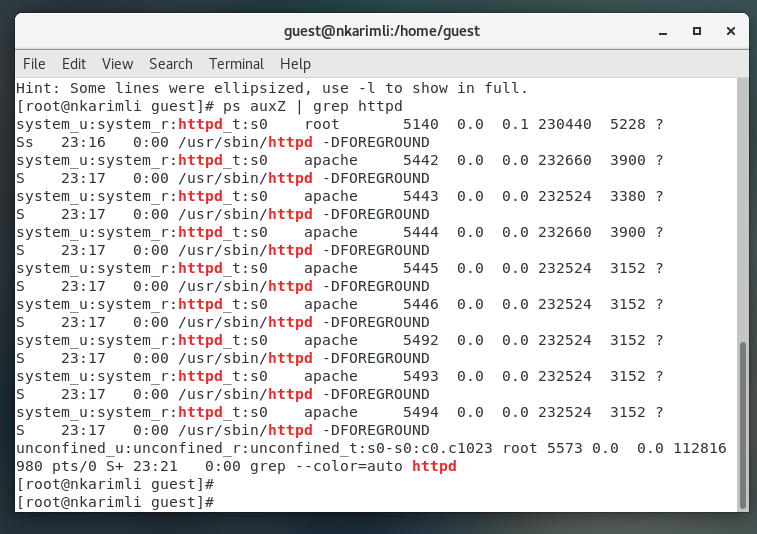 guest@nkarimli:/home/guest
File Edit View Search Terminal Help
Hint: Some lines were ellipsized, use -l to show in full.
[root@nkarimli guest]# ps auxZ | grep httpd
system_u:system_r:httpd_t:s0    root       5140  0.0  0.1 230440  5228 ?
Ss   23:16   0:00 /usr/sbin/httpd -DFOREGROUND
system_u:system_r:httpd_t:s0    apache     5442  0.0  0.0 232660  3900 ?
S    23:17   0:00 /usr/sbin/httpd -DFOREGROUND
system_u:system_r:httpd_t:s0    apache     5443  0.0  0.0 232524  3380 ?
S    23:17   0:00 /usr/sbin/httpd -DFOREGROUND
system_u:system_r:httpd_t:s0    apache     5444  0.0  0.0 232660  3900 ?
S    23:17   0:00 /usr/sbin/httpd -DFOREGROUND
system_u:system_r:httpd_t:s0    apache     5445  0.0  0.0 232524  3152 ?
S    23:17   0:00 /usr/sbin/httpd -DFOREGROUND
system_u:system_r:httpd_t:s0    apache     5446  0.0  0.0 232524  3152 ?
S    23:17   0:00 /usr/sbin/httpd -DFOREGROUND
system_u:system_r:httpd_t:s0    apache     5492  0.0  0.0 232524  3152 ?
S    23:17   0:00 /usr/sbin/httpd -DFOREGROUND
system_u:system_r:httpd_t:s0    apache     5493  0.0  0.0 232524  3152 ?
S    23:17   0:00 /usr/sbin/httpd -DFOREGROUND
system_u:system_r:httpd_t:s0    apache     5494  0.0  0.0 232524  3152 ?
S    23:17   0:00 /usr/sbin/httpd -DFOREGROUND
unconfined_u:unconfined_r:unconfined_t:s0-s0:c0.c1023 root 5573 0.0  0.0 112816
980 pts/0 S+ 23:21   0:00 grep --color=auto httpd
[root@nkarimli guest]#
[root@nkarimli guest]#